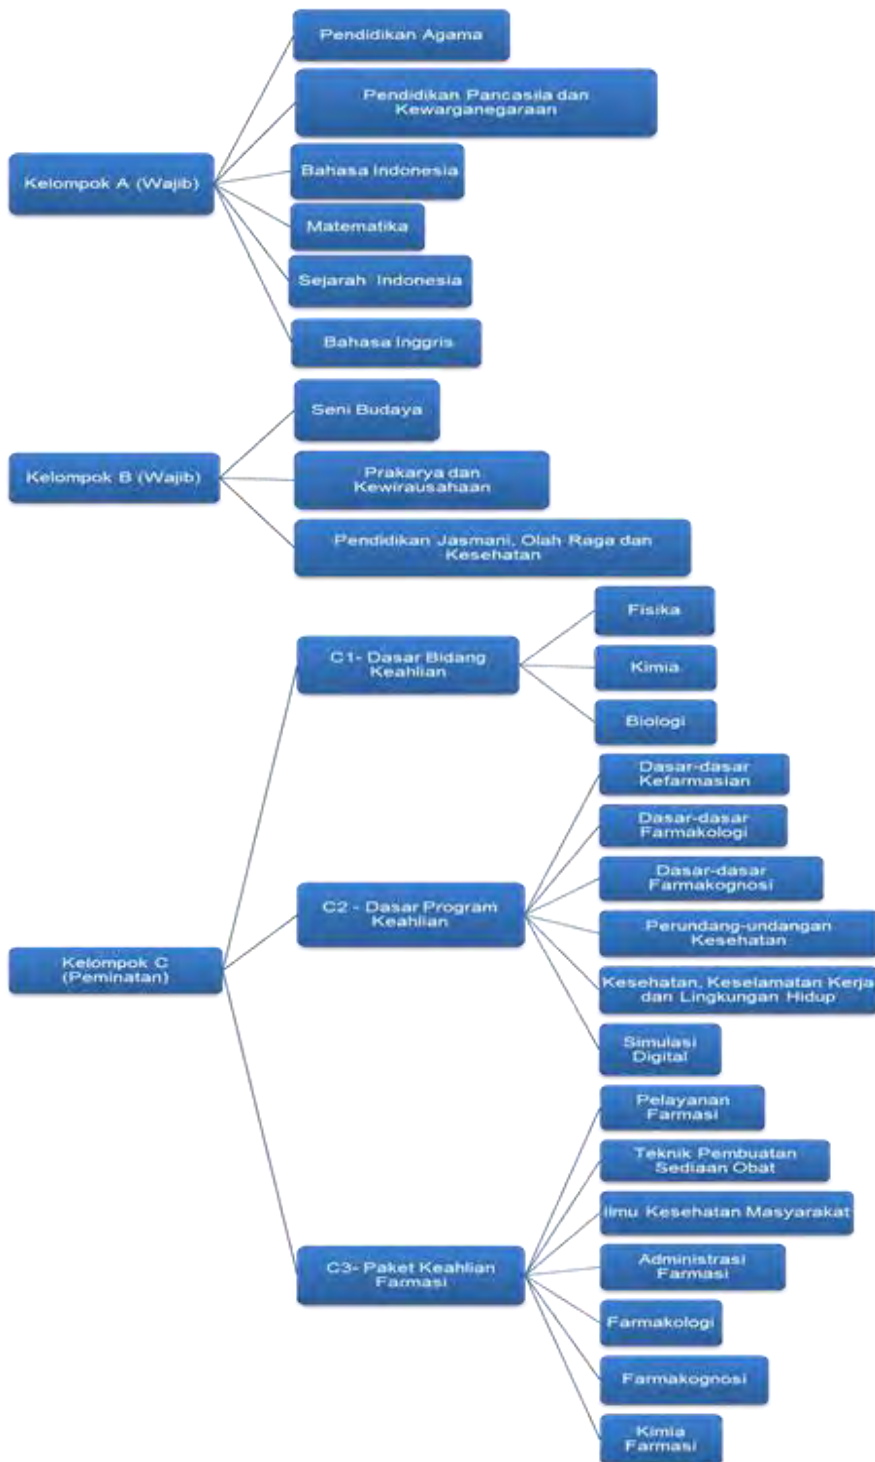 Pendidikan Agama
Pendidikan Pancasila dan
Kewarganegaraan
Kelompok A (Wajib)
Bahasa Indonesia
Matematika
Sejarah Indonesia
Bahasa Inggris
Seni Budaya
Kelompok B (Wajib)
Prakarya dan
Kewirausahaan
Pendidikan Jasmani, Olah Raga dan
Kesehatan
Kelompok C
(Peminatan)
C1- Dasar Bidang
Keahlian
Fisika
Kimia
Biologi
C2 - Dasar Program
Keahlian
Dasar-dasar
Kefarmasian
Dasar-dasar
Farmakologi
Dasar-dasar
Farmakognosi
Perundang-undangan
Kesehatan
Kesehatan, Keselamatan Kerja
dan Lingkungan Hidup
Simulasi
Digital
C3- Paket Keahlian
Farmasi
Pelayanan
Farmasi
Teknik Pembuatan
Sediaan Obat
Ilmu Kesehatan Masyarakat
Administrasi
Farmasi
Farmakologi
Farmakognosi
Kimia
Farmasi